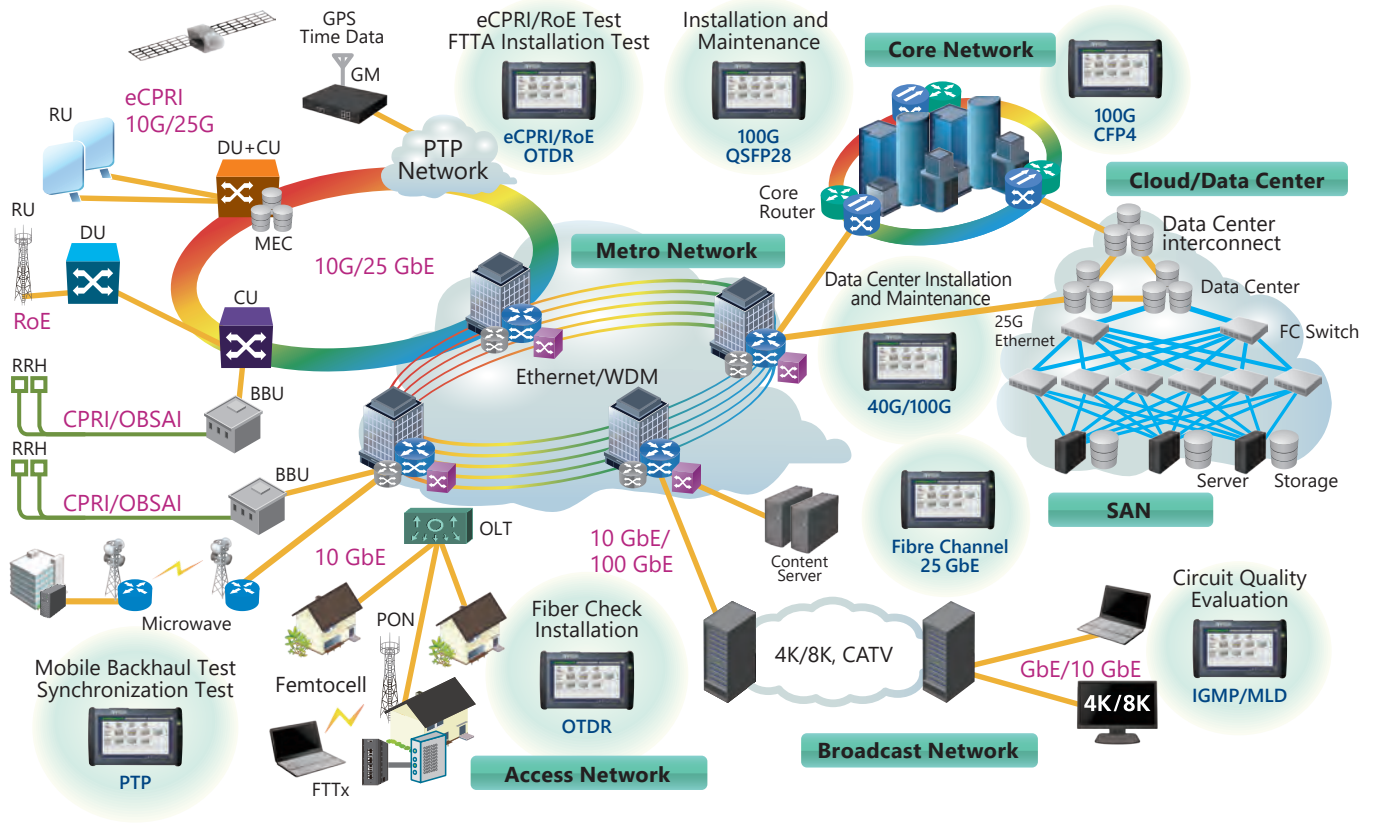 GPS
Time Data
GM
eCPRI/RoE Test
FTTA Installation Test
eCPRI/RoE
OTDR
Installation and
Maintenance
100G
QSFP28
Core Network
100G
CFP4
RU
eCPRI
10G/25G
DU+CU
MEC
PTP
Network
Core
Router
Cloud/Data Center
Data Center
interconnect
RU
DU
RoE
10G/25 GbE
Metro Network
CU
Data Center Installation
and Maintenance
40G/100G
Data Center
25G
Ethernet
FC Switch
Ethernet/WDM
RRH
CPRI/OBSAI
BBU
RRH
CPRI/OBSAI
BBU
Server
Storage
SAN
Fibre Channel
25 GbE
OLT
10 GbE
10 GbE/
100 GbE
Content
Server
Microwave
PON
Fiber Check
Installation
OTDR
Circuit Quality
Evaluation
IGMP/MLD
4K/8K, CATV
GbE/10 GbE
4K/8K
Mobile Backhaul Test
Synchronization Test
PTP
Femtocell
FTTx
Access Network
Broadcast Network